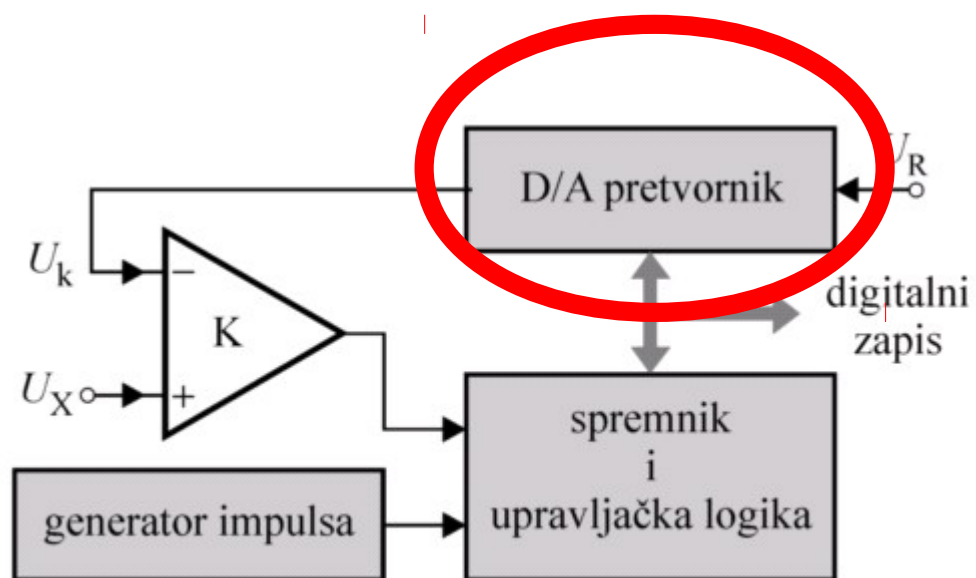 D/A pretvornik
U_R
U_k
−
K
digitalni
zapis
U_X
+
spremnik
i
upravljačka logika
generator impulsa